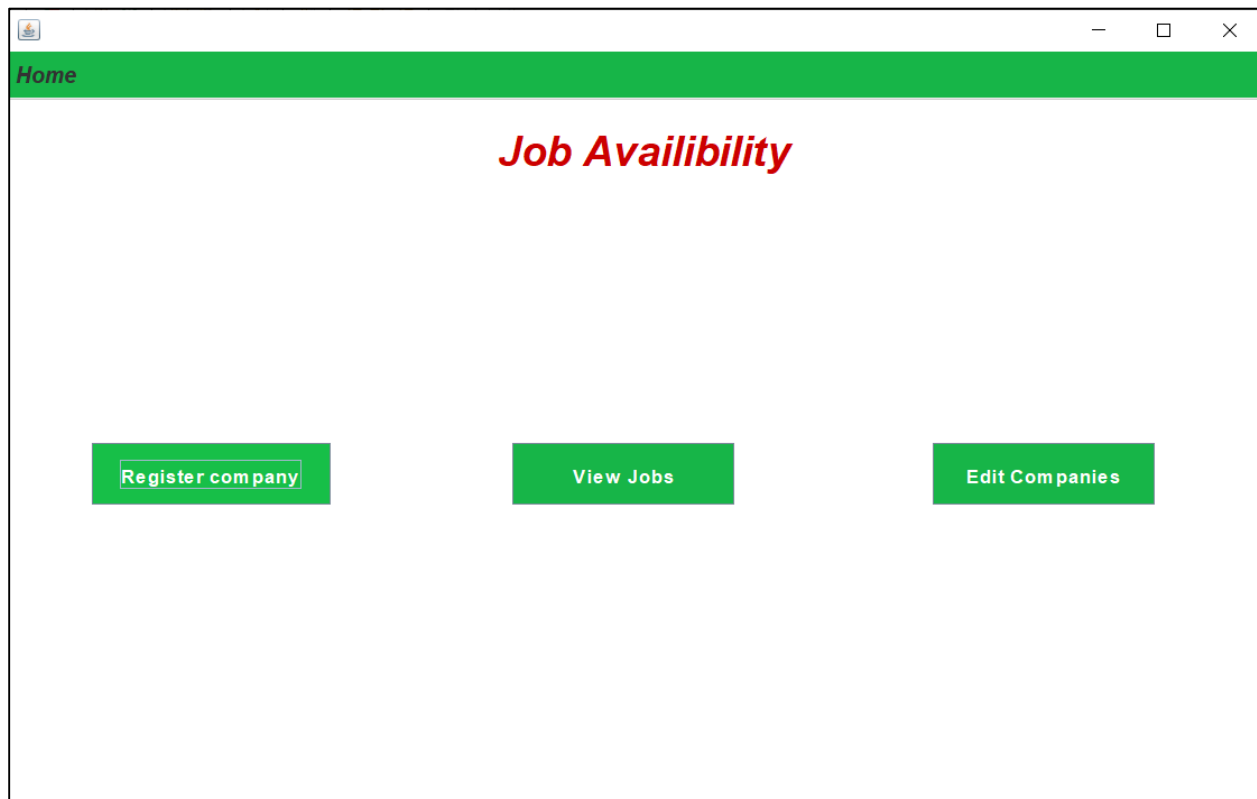 Home
Job Availibility
Register company
View Jobs
Edit Companies